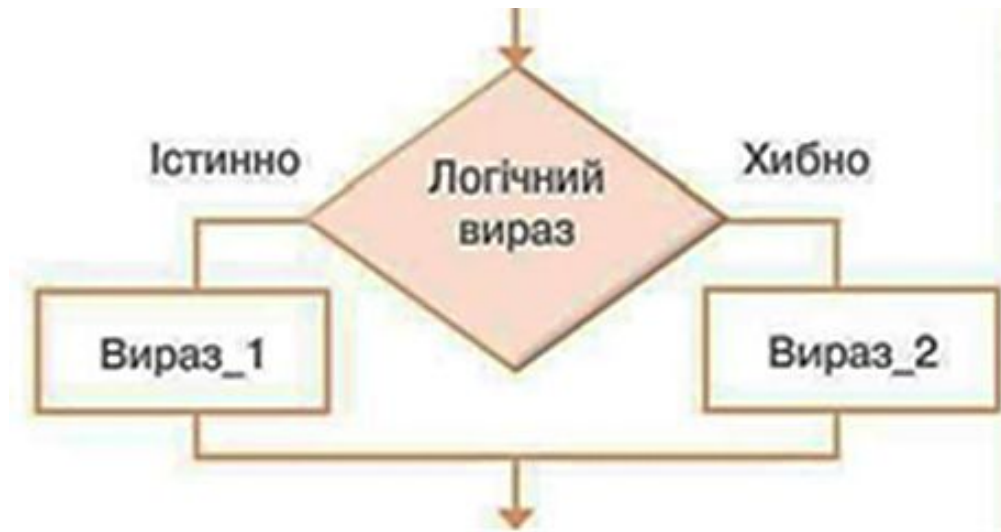 Істинно
Логічний
вираз
Хибно
Вираз_1
Вираз_2